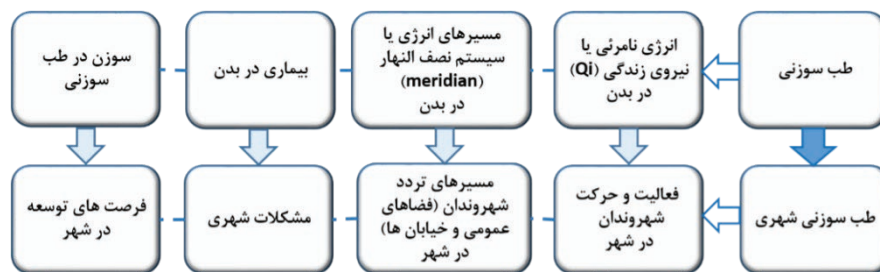 طب سوزنی
انرژی نامرئی یا
نیروی زندگی (Qi)
در بدن
مسیرهای انرژی یا
سیستم نصف النهار
(meridian)
در بدن
بیماری در بدن
سوزن در طب
سوزنی
طب سوزنی شهری
فعالیت و حرکت
شهروندان
در شهر
مسیرهای تردد
شهروندان (فضاهای
عمومی و خیابان ها)
در شهر
مشکلات شهری
فرصت های توسعه
در شهر